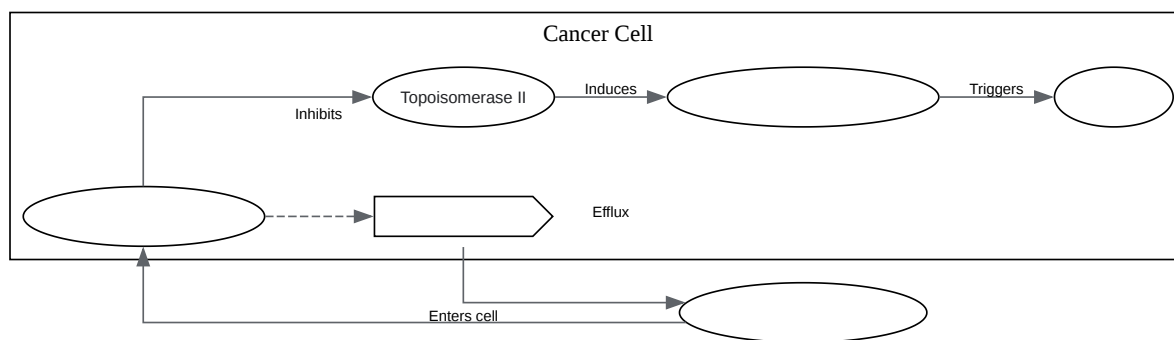 Cancer Cell
Topoisomerase II
Induces
Triggers
Inhibits
Efflux
Enters cell